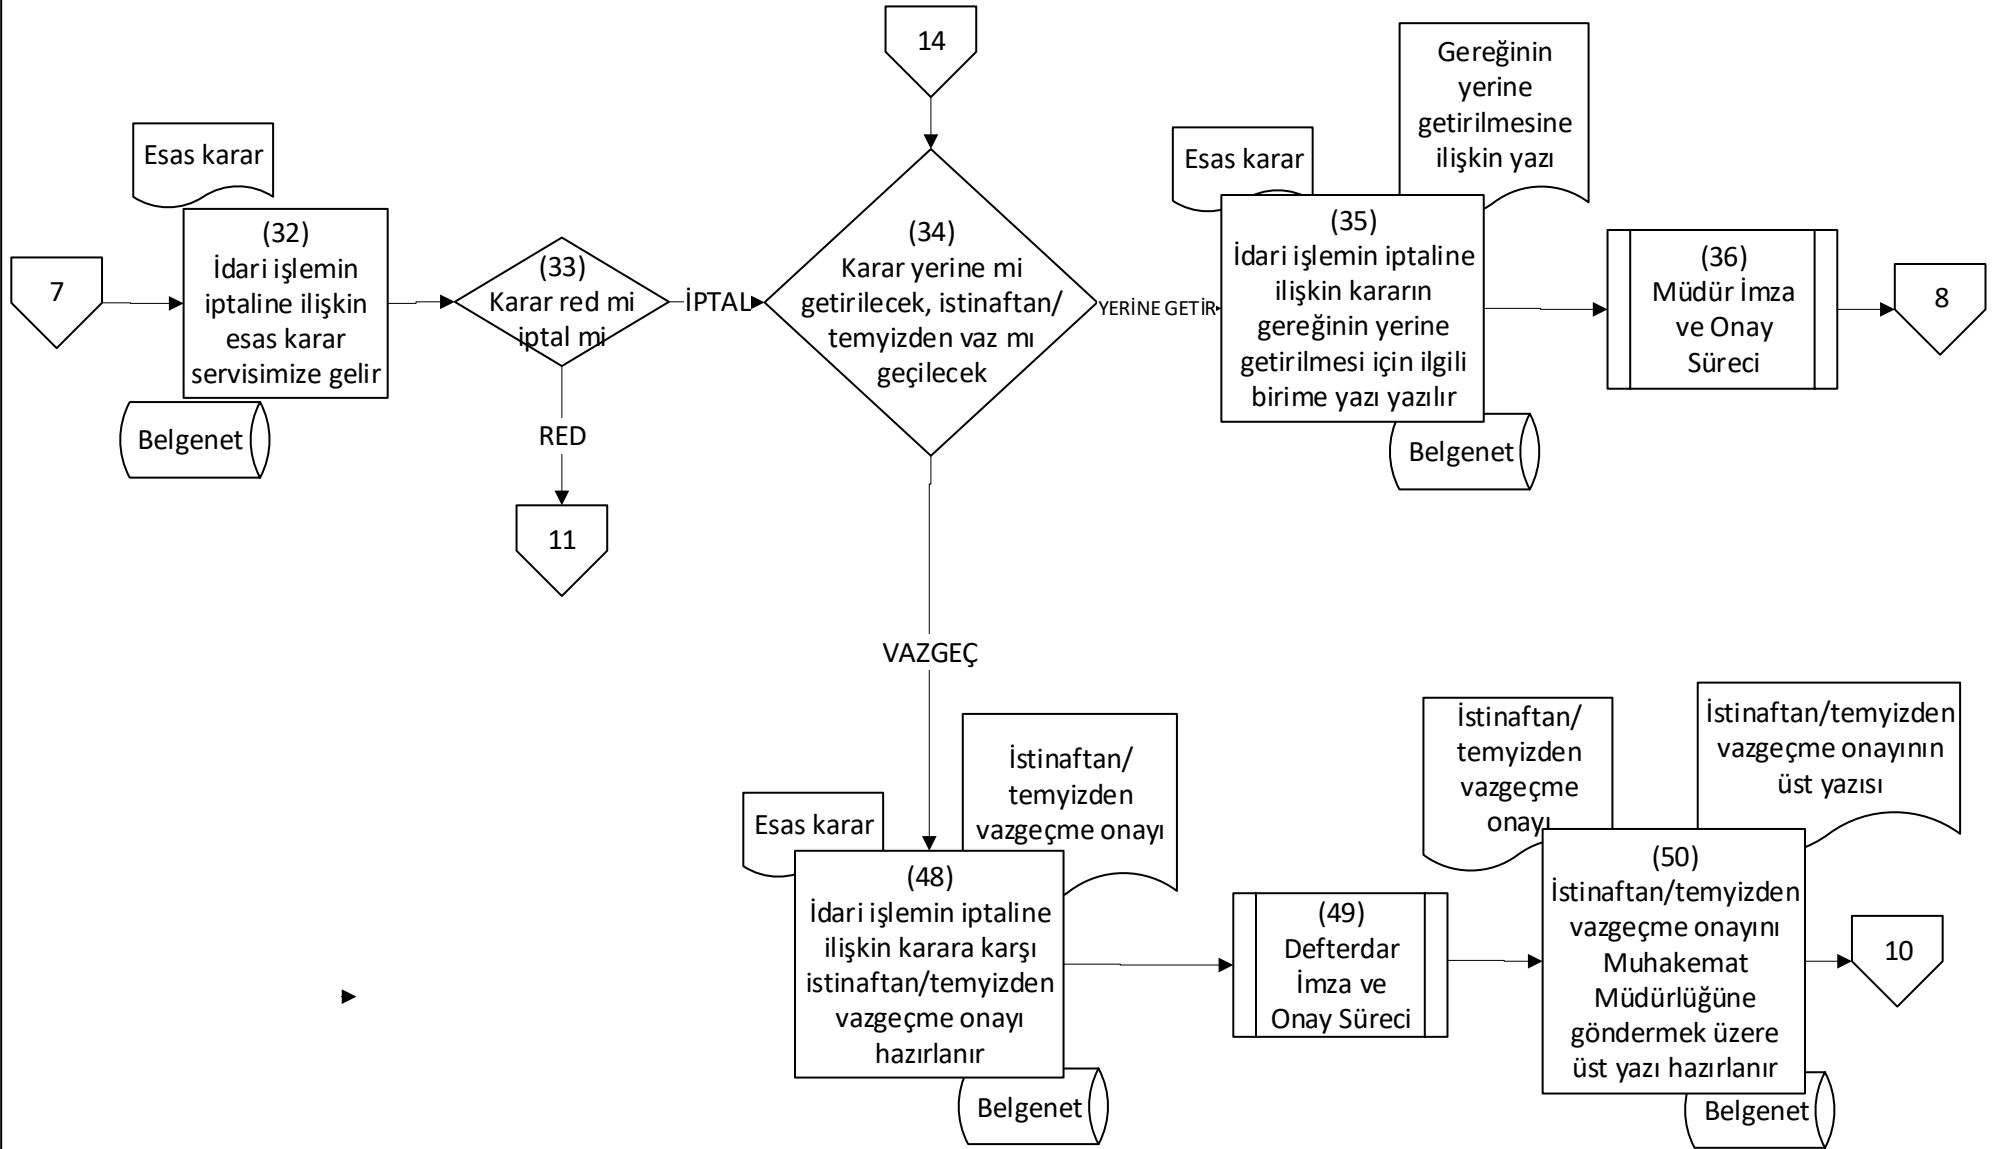 14
Gereğinin
yerine
getirilmesine
ilişkin yazı
Esas karar
Esas karar
7
(32)
İdari işlemin
iptaline ilişkin
esas karar
servisimize gelir
Belgenet
(33)
Karar red mi
iptal mi
İPTAL
RED
11
(34)
Karar yerine mi
getirilecek, istinaftan/
temyizden vaz mı
geçilecek
YERİNE GETİR
(35)
İdari işlemin iptaline
ilişkin kararın
gereğinin yerine
getirilmesi için ilgili
birime yazı yazılır
Belgenet
(36)
Müdür İmza
ve Onay
Süreci
8
VAZGEÇ
Esas karar
İstinaftan/
temyizden
vazgeçme onayı
(48)
İdari işlemin iptaline
ilişkin karara karşı
istinaftan/temyizden
vazgeçme onayı
hazırlanır
Belgenet
(49)
Defterdar
İmza ve
Onay Süreci
İstinaftan/
temyizden
vazgeçme
onayı
İstinaftan/temyizden
vazgeçme onayının
üst yazısı
(50)
İstinaftan/temyizden
vazgeçme onayını
Muhakemat
Müdürlüğüne
göndermek üzere
üst yazı hazırlanır
Belgenet
10